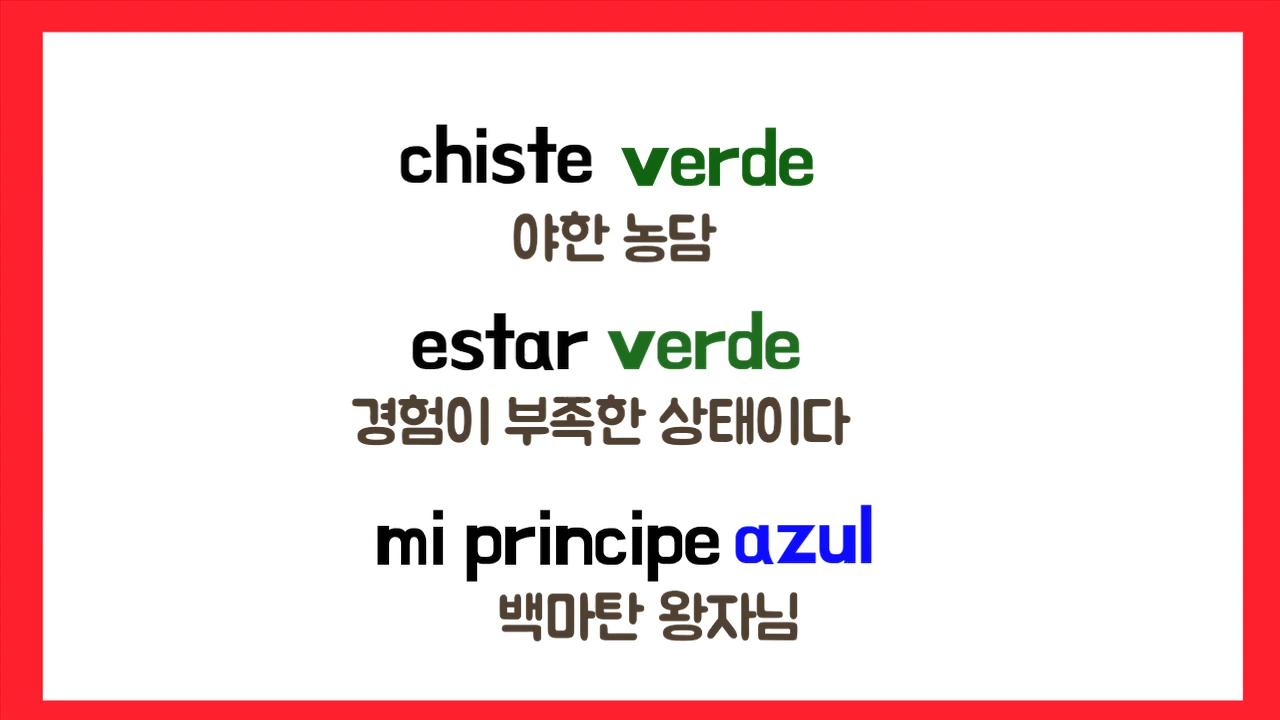 chiste verde
야한 농담
estar verde
경험이 부족한 상태이다
mi principe azul
백마탄 왕자님